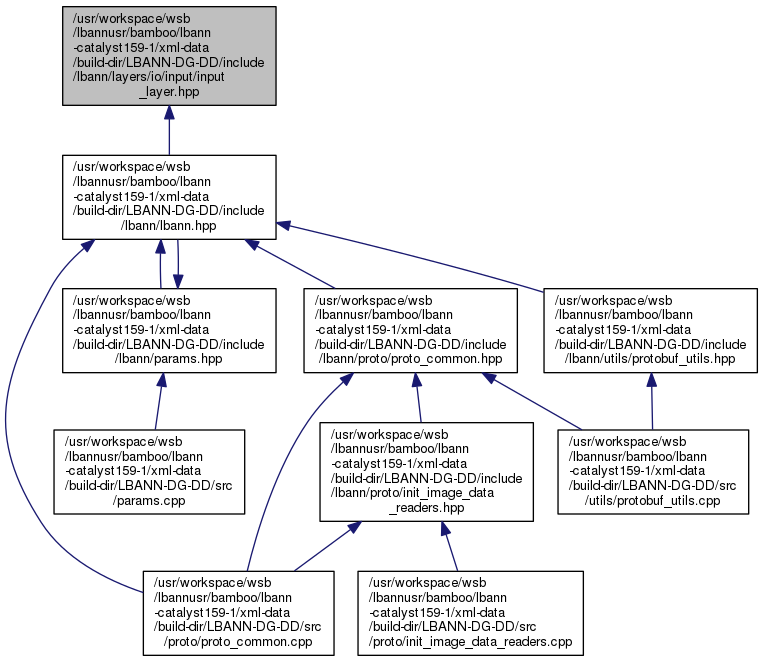 /usr/workspace/wsb
/lbannusr/bamboo/lbann
-catalyst159-1/xml-data
/build-dir/LBANN-DG-DD/include
/lbann/layers/io/input/input
_layer.hpp
/usr/workspace/wsb
/lbannusr/bamboo/lbann
-catalyst159-1/xml-data
/build-dir/LBANN-DG-DD/include
/lbann/lbann.hpp
/usr/workspace/wsb
/lbannusr/bamboo/lbann
-catalyst159-1/xml-data
/build-dir/LBANN-DG-DD/include
/lbann/params.hpp
/usr/workspace/wsb
/lbannusr/bamboo/lbann
-catalyst159-1/xml-data
/build-dir/LBANN-DG-DD/include
/lbann/proto/proto_common.hpp
/usr/workspace/wsb
/lbannusr/bamboo/lbann
-catalyst159-1/xml-data
/build-dir/LBANN-DG-DD/include
/lbann/utils/protobuf_utils.hpp
/usr/workspace/wsb
/lbannusr/bamboo/lbann
-catalyst159-1/xml-data
/build-dir/LBANN-DG-DD/src
/params.cpp
/usr/workspace/wsb
/lbannusr/bamboo/lbann
-catalyst159-1/xml-data
/build-dir/LBANN-DG-DD/include
/lbann/proto/init_image_data
_readers.hpp
/usr/workspace/wsb
/lbannusr/bamboo/lbann
-catalyst159-1/xml-data
/build-dir/LBANN-DG-DD/src
/utils/protobuf_utils.cpp
/usr/workspace/wsb
/lbannusr/bamboo/lbann
-catalyst159-1/xml-data
/build-dir/LBANN-DG-DD/src
/proto/proto_common.cpp
/usr/workspace/wsb
/lbannusr/bamboo/lbann
-catalyst159-1/xml-data
/build-dir/LBANN-DG-DD/src
/proto/init_image_data_readers.cpp